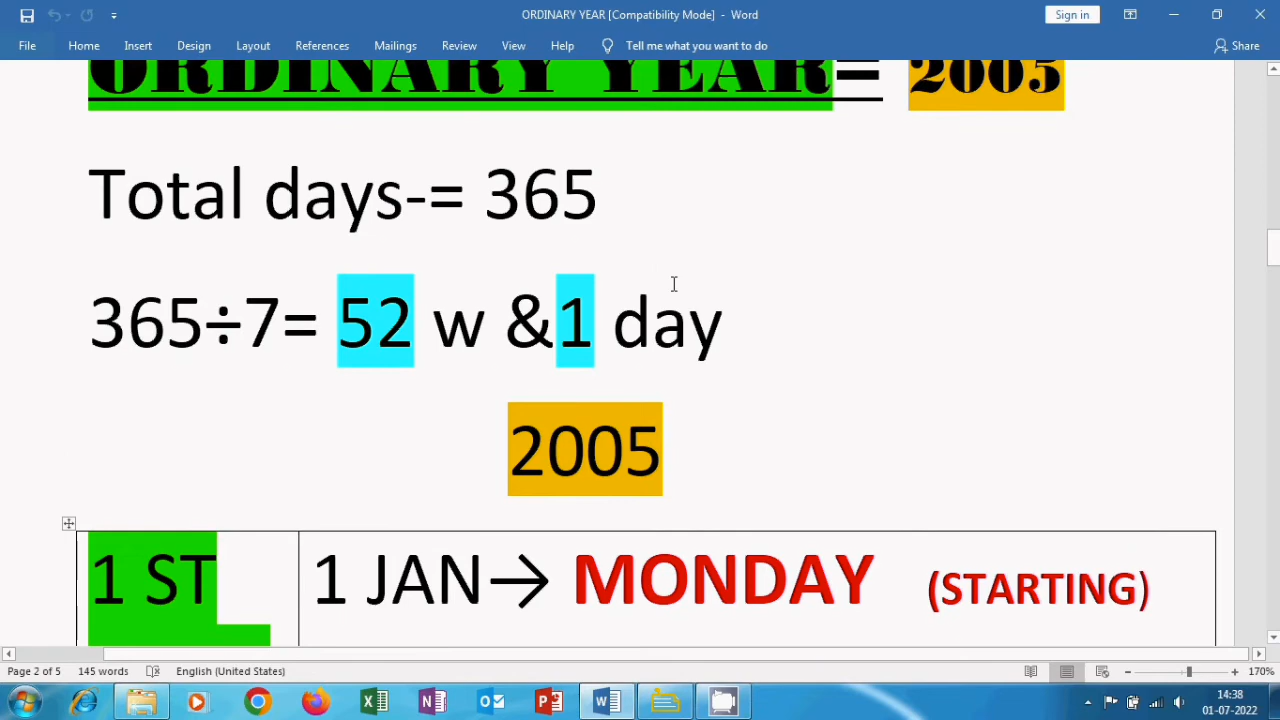 ORDINARY YEAR [Compatibility Mode] - Word
Sign in
File Home Insert Design Layout References Mailings Review View Help Tell me what you want to do Share
ORDINARY YEAR= 2005
Total days-= 365
365÷7= 52 w &1 day
2005
1 ST 1 JAN→ MONDAY (STARTING)
Page 2 of 5 145 words English (United States) 170%
14:38
01-07-2022